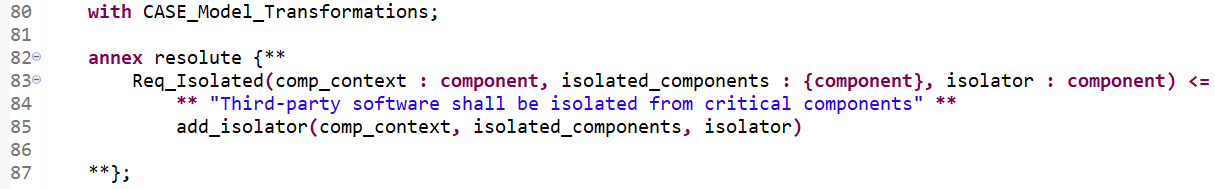 80 with CASE_Model_Transformations;
81
82 annex resolute {**
83 Req_Isolated(comp_context : component, isolated_components : {component}, isolator : component) <=
84 ** "Third-party software shall be isolated from critical components" **
85 add_isolator(comp_context, isolated_components, isolator)
86
87 **};